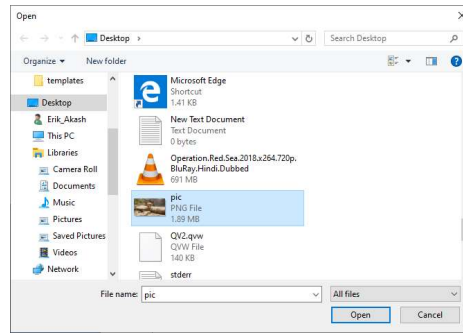 Open
Desktop
Search Desktop
Organize
New folder
templates
Desktop
Erik_Akash
This PC
Libraries
Camera Roll
Documents
Music
Pictures
Saved Pictures
Videos
Network
Microsoft Edge
Shortcut
1.41 KB
New Text Document
Text Document
0 bytes
Operation.Red.Sea.2018.x264.720p.
BluRay.Hindi.Dubbed
691 MB
pic
PNG File
1.89 MB
QV2.qvw
QVW File
140 KB
stderr
File name: pic
All files
Open
Cancel